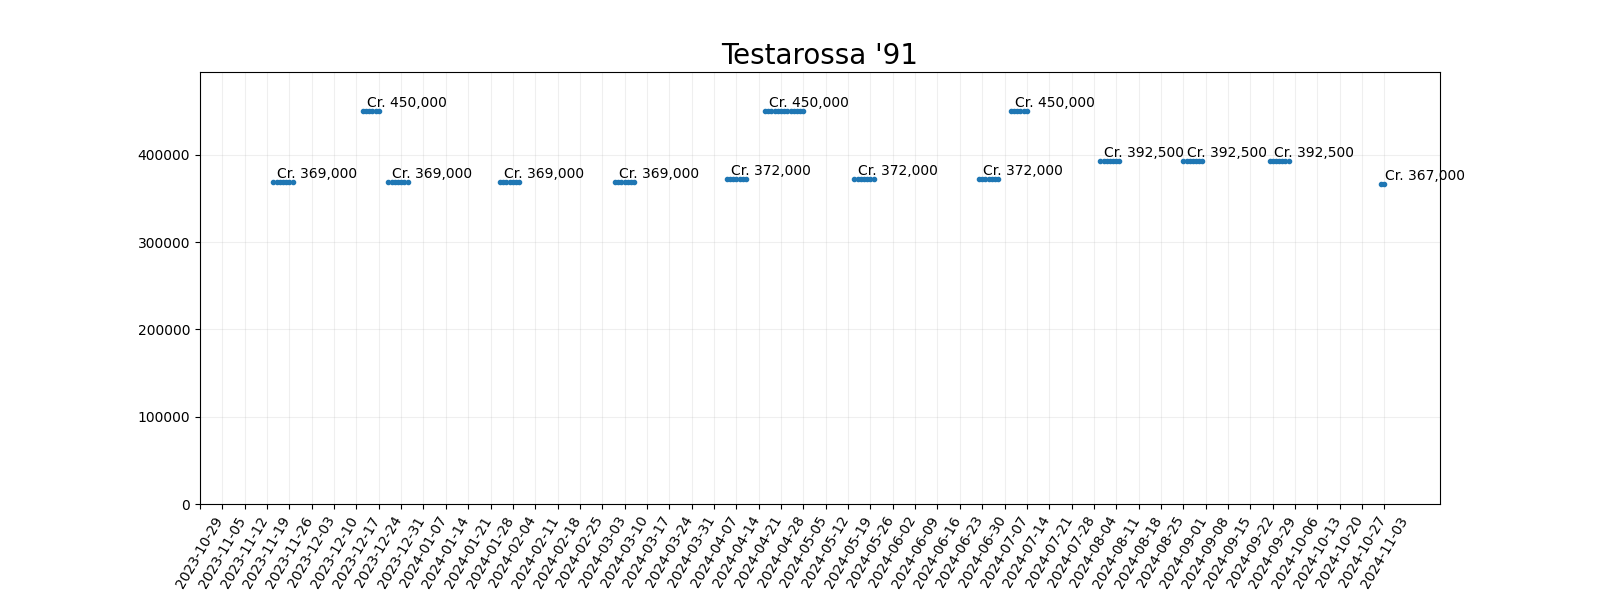 Testarossa '91
Cr. 450,000 Cr. 450,000 Cr. 450,000
400000 Cr. 392,500 Cr. 392,500 Cr. 392,500
Cr. 369,000 Cr. 369,000 Cr. 369,000 Cr. 369,000 Cr. 372,000 Cr. 372,000 Cr. 372,000 Cr. 367,000
300000
200000
100000
0
2023-10-29 2023-11-05 2023-11-12 2023-11-19 2023-11-26 2023-12-03 2023-12-10 2023-12-17 2023-12-24 2023-12-31 2024-01-07 2024-01-14 2024-01-21 2024-01-28 2024-02-04 2024-02-11 2024-02-18 2024-02-25 2024-03-03 2024-03-10 2024-03-17 2024-03-24 2024-03-31 2024-04-07 2024-04-14 2024-04-21 2024-04-28 2024-05-05 2024-05-12 2024-05-19 2024-05-26 2024-06-02 2024-06-09 2024-06-16 2024-06-23 2024-06-30 2024-07-07 2024-07-14 2024-07-21 2024-07-28 2024-08-04 2024-08-11 2024-08-18 2024-08-25 2024-09-01 2024-09-08 2024-09-15 2024-09-22 2024-09-29 2024-10-06 2024-10-13 2024-10-20 2024-10-27 2024-11-03